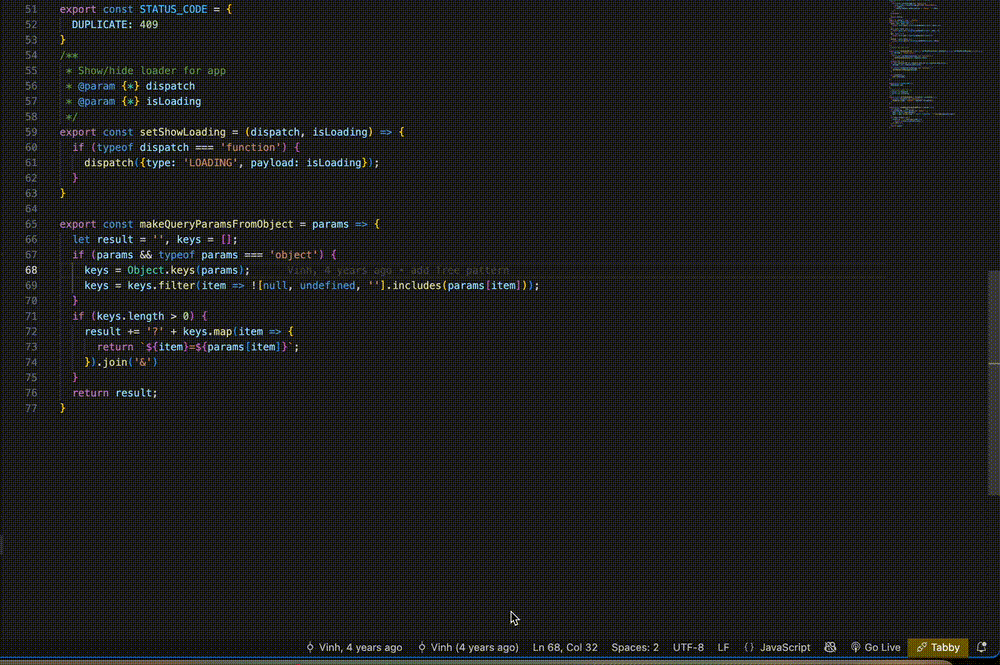 51 export const STATUS_CODE = {
52   DUPLICATE: 409
53 }
54 /**
55  * Show/hide loader for app
56  * @param {*} dispatch
57  * @param {*} isLoading
58  */
59 export const setShowLoading = (dispatch, isLoading) => {
60   if (typeof dispatch === 'function') {
61     dispatch({type: 'LOADING', payload: isLoading});
62   }
63 }
64
65 export const makeQueryParamsFromObject = params => {
66   let result = '', keys = [];
67   if (params && typeof params === 'object') {
68     keys = Object.keys(params);     Vinh, 4 years ago • add free pattern
69     keys = keys.filter(item => ![null, undefined, ''].includes(params[item]));
70   }
71   if (keys.length > 0) {
72     result += '?' + keys.map(item => {
73       return `${item}=${params[item]}`;
74     }).join('&')
75   }
76   return result;
77 }
Vinh, 4 years ago Vinh (4 years ago) Ln 68, Col 32 Spaces: 2 UTF-8 LF {} JavaScript Go Live Tabby